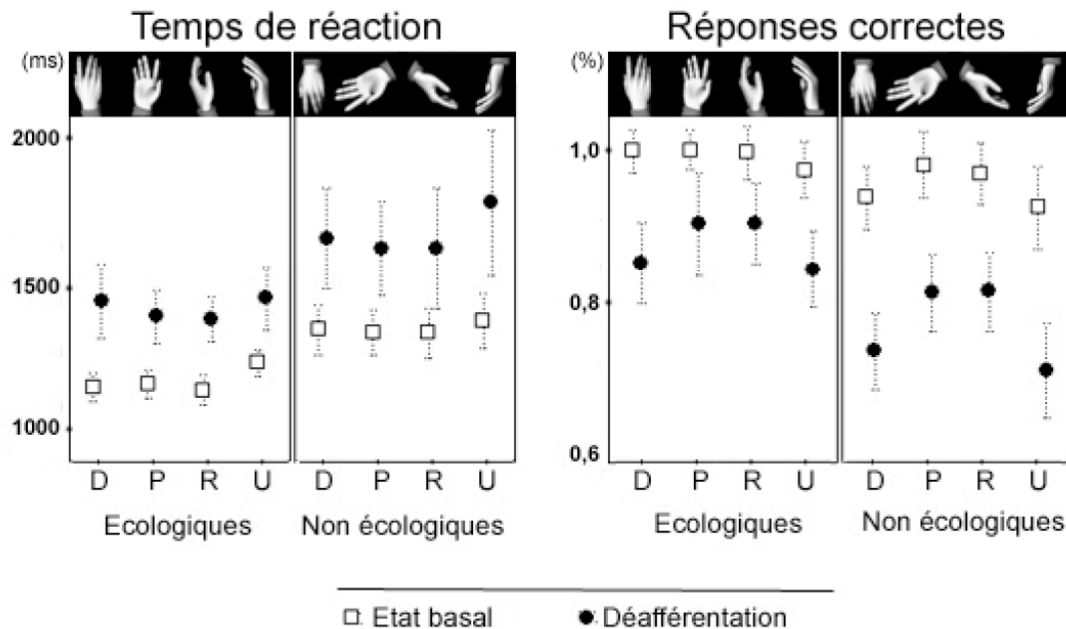 Temps de réaction
Réponses correctes
(ms)
(%)
2000
1500
1000
1,0
0,8
0,6
D P R U D P R U
D P R U D P R U
Ecologiques Non écologiques
Ecologiques Non écologiques
Etat basal Déafférentation